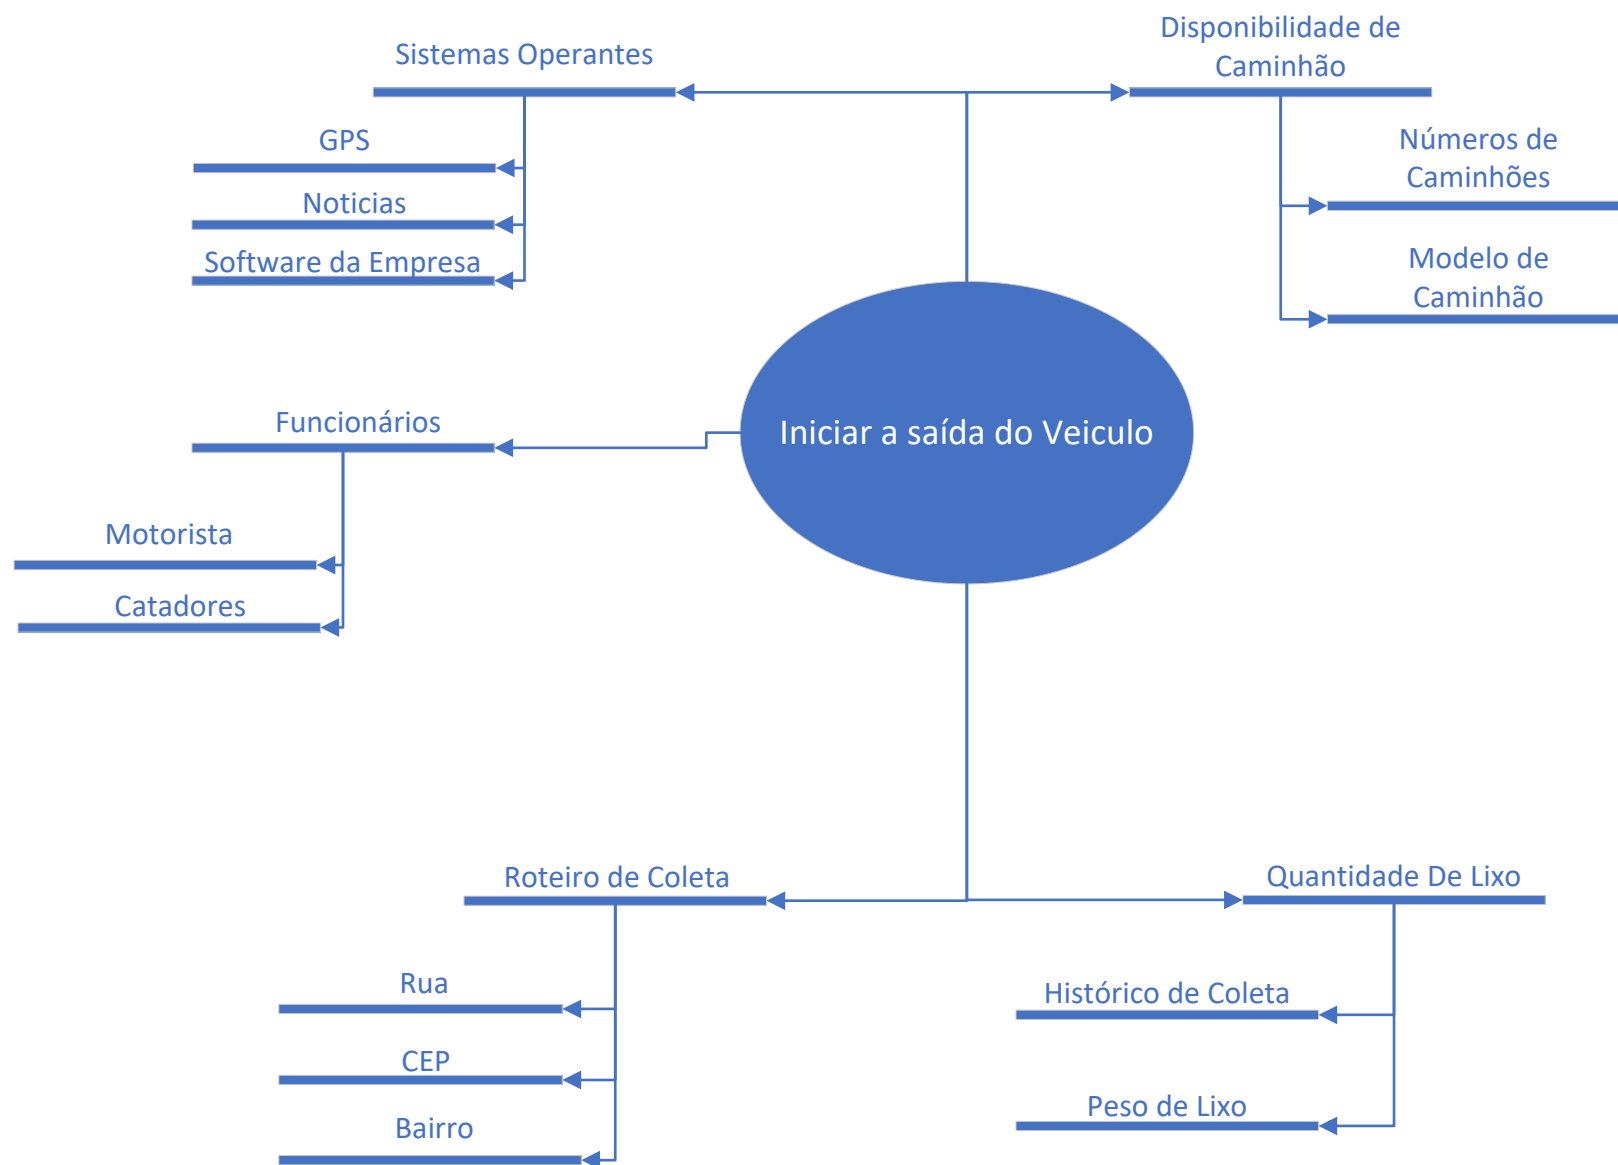 Sistemas Operantes
GPS
Noticias
Software da Empresa
Disponibilidade de
Caminhão
Números de
Caminhões
Modelo de
Caminhão
Iniciar a saída do Veiculo
Funcionários
Motorista
Catadores
Roteiro de Coleta
Rua
CEP
Bairro
Quantidade De Lixo
Histórico de Coleta
Peso de Lixo